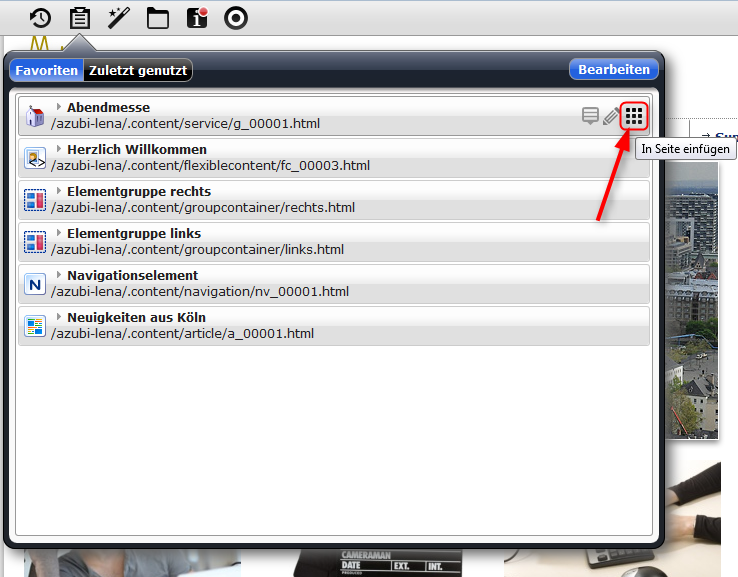 Favoriten Zuletzt genutzt Bearbeiten
Abendmesse
/azubi-lena/.content/service/g_00001.html
In Seite einfügen
Herzlich Willkommen
/azubi-lena/.content/flexiblecontent/fc_00003.html
Elementgruppe rechts
/azubi-lena/.content/groupcontainer/rechts.html
Elementgruppe links
/azubi-lena/.content/groupcontainer/links.html
N
Navigationselement
/azubi-lena/.content/navigation/nv_00001.html
Neuigkeiten aus Köln
/azubi-lena/.content/article/a_00001.html
CAMERAMAN
DATE EXT. INT.